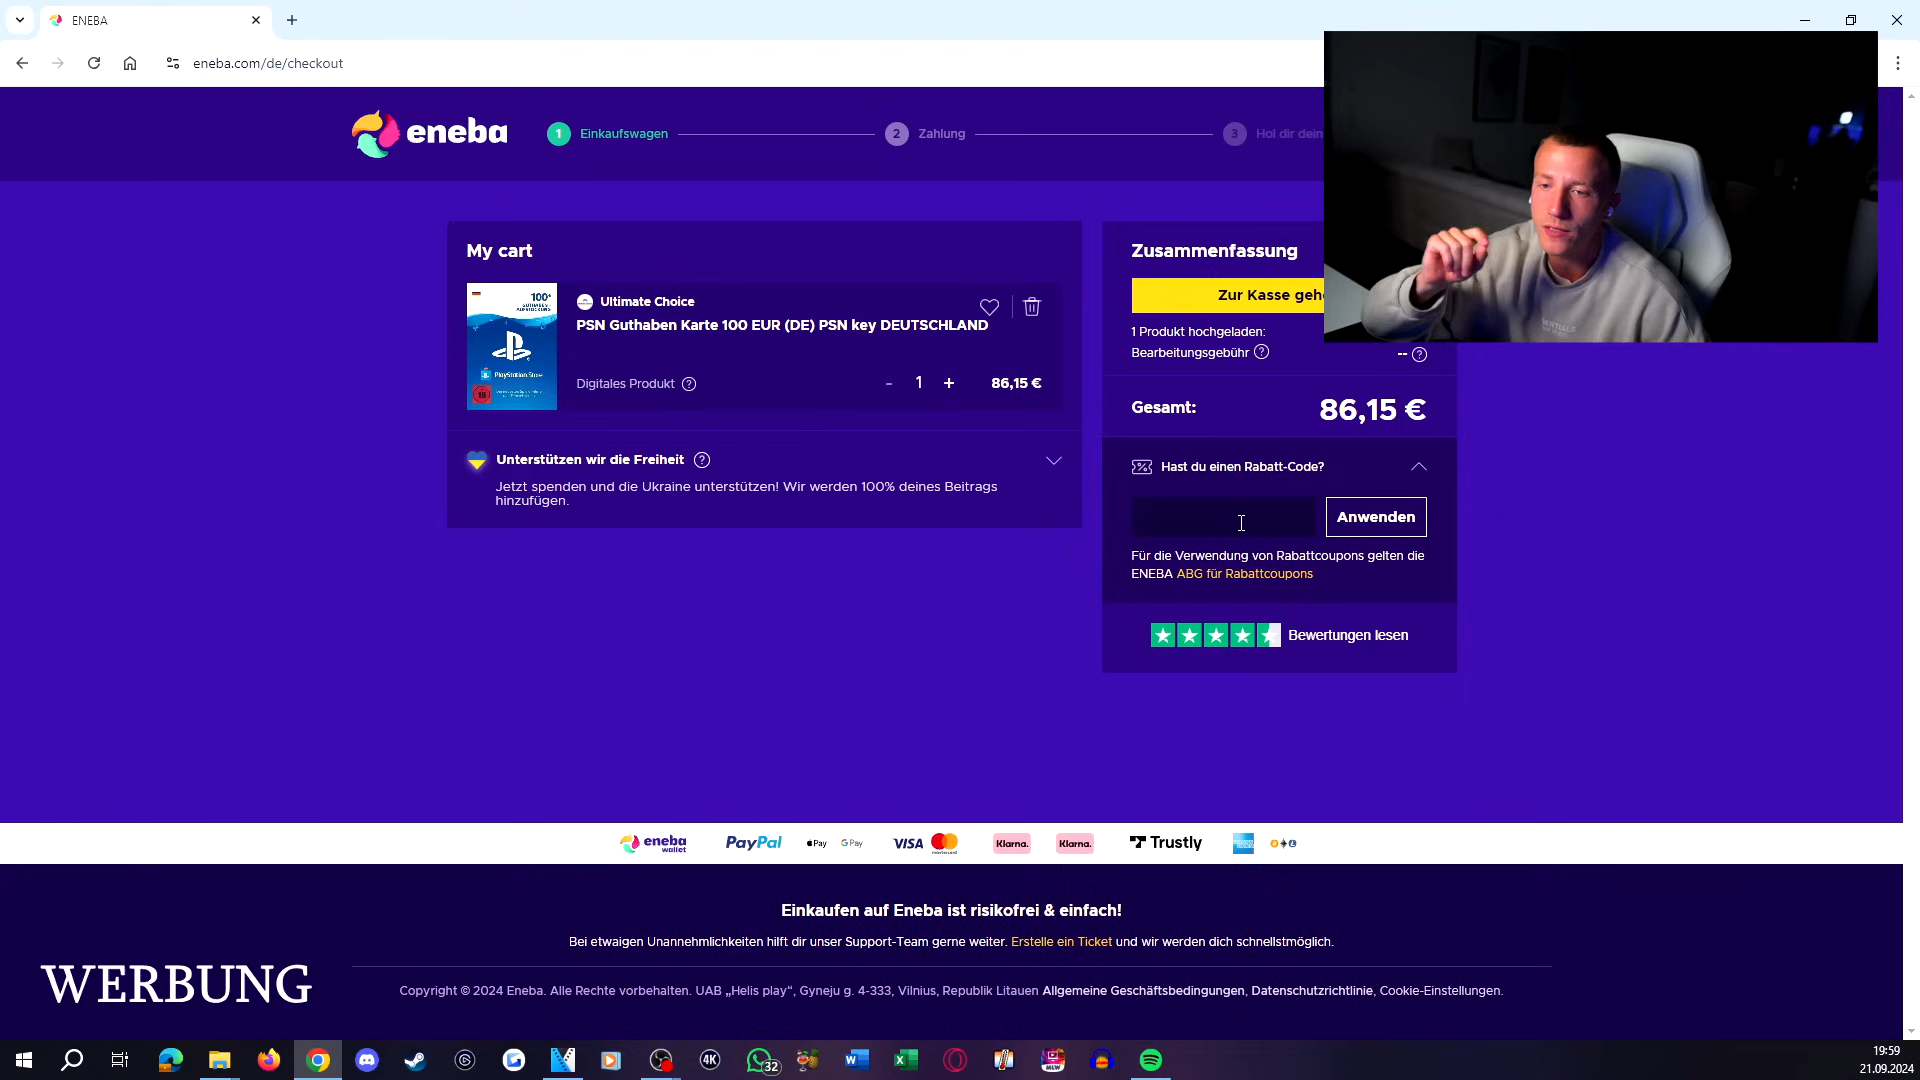 ENEBA
eneba.com/de/checkout
eneba
1 Einkaufswagen
2 Zahlung
3 Hol dir dein
My cart
Ultimate Choice
PSN Guthaben Karte 100 EUR (DE) PSN key DEUTSCHLAND
100€
PlayStation Store
18
Digitales Produkt ?
- 1 + 86,15 €
Unterstützen wir die Freiheit ?
Jetzt spenden und die Ukraine unterstützen! Wir werden 100% deines Beitrags
hinzufügen.
Zusammenfassung
Zur Kasse gehe
1 Produkt hochgeladen:
Bearbeitungsgebühr ? -- ?
Gesamt: 86,15 €
Hast du einen Rabatt-Code?
Anwenden
Für die Verwendung von Rabattcoupons gelten die
ENEBA ABG für Rabattcoupons
Bewertungen lesen
eneba wallet PayPal Pay G Pay VISA Klarna. Klarna. Trustly
Einkaufen auf Eneba ist risikofrei & einfach!
Bei etwaigen Unannehmlichkeiten hilft dir unser Support-Team gerne weiter. Erstelle ein Ticket und wir werden dich schnellstmöglich.
WERBUNG
Copyright © 2024 Eneba. Alle Rechte vorbehalten. UAB „Helis play“, Gyneju g. 4-333, Vilnius, Republik Litauen Allgemeine Geschäftsbedingungen, Datenschutzrichtlinie, Cookie-Einstellungen.
4K
32
19:59
21.09.2024